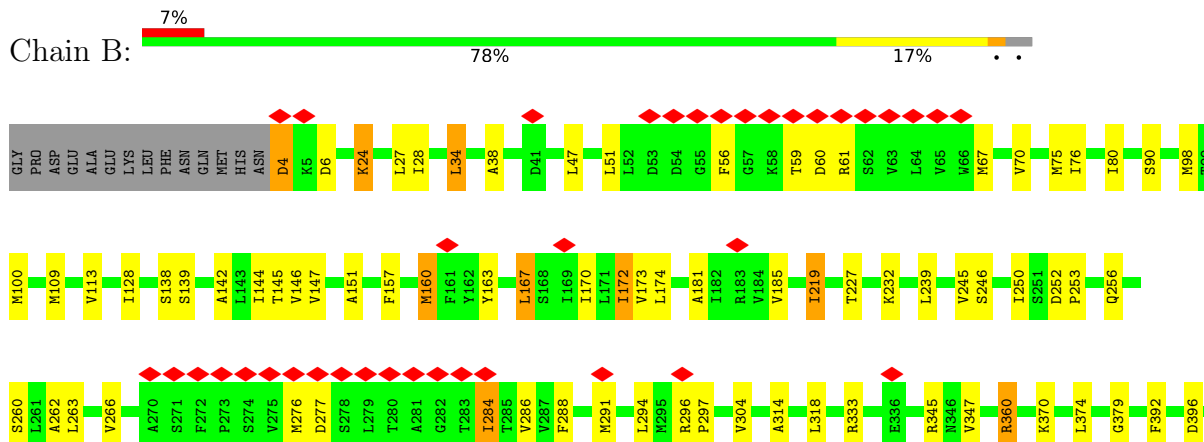 7%
Chain B:
78% 17% • •
GLY PRO ASP GLU ALA GLU LYS LEU PHE ASN GLN MET HIS ASN D4 K5 D6 K24 L27 I28 L34 A38 D41 L47 L51 L52 D53 D54 G55 F56 G57 K58 T59 D60 R61 S62 V63 L64 V65 W66 M67 V70 M75 I76 I80 S90 M98
M100 M109 V113 I128 S138 S139 A142 L143 I144 T145 V146 V147 A151 F157 M160 F161 Y162 Y163 L167 S168 I169 I170 L171 I172 V173 L174 A181 I182 R183 V184 V185 I219 T227 K232 L239 V245 S246 I250 S251 D252 P253 Q256
S260 L261 A262 L263 V266 A270 S271 F272 P273 S274 V275 M276 D277 S278 L279 T280 A281 G282 T283 I284 T285 V286 V287 F288 M291 L294 M295 R296 P297 V304 A314 L318 R333 E336 R345 N346 V347 R360 K370 L374 G379 F392 D396